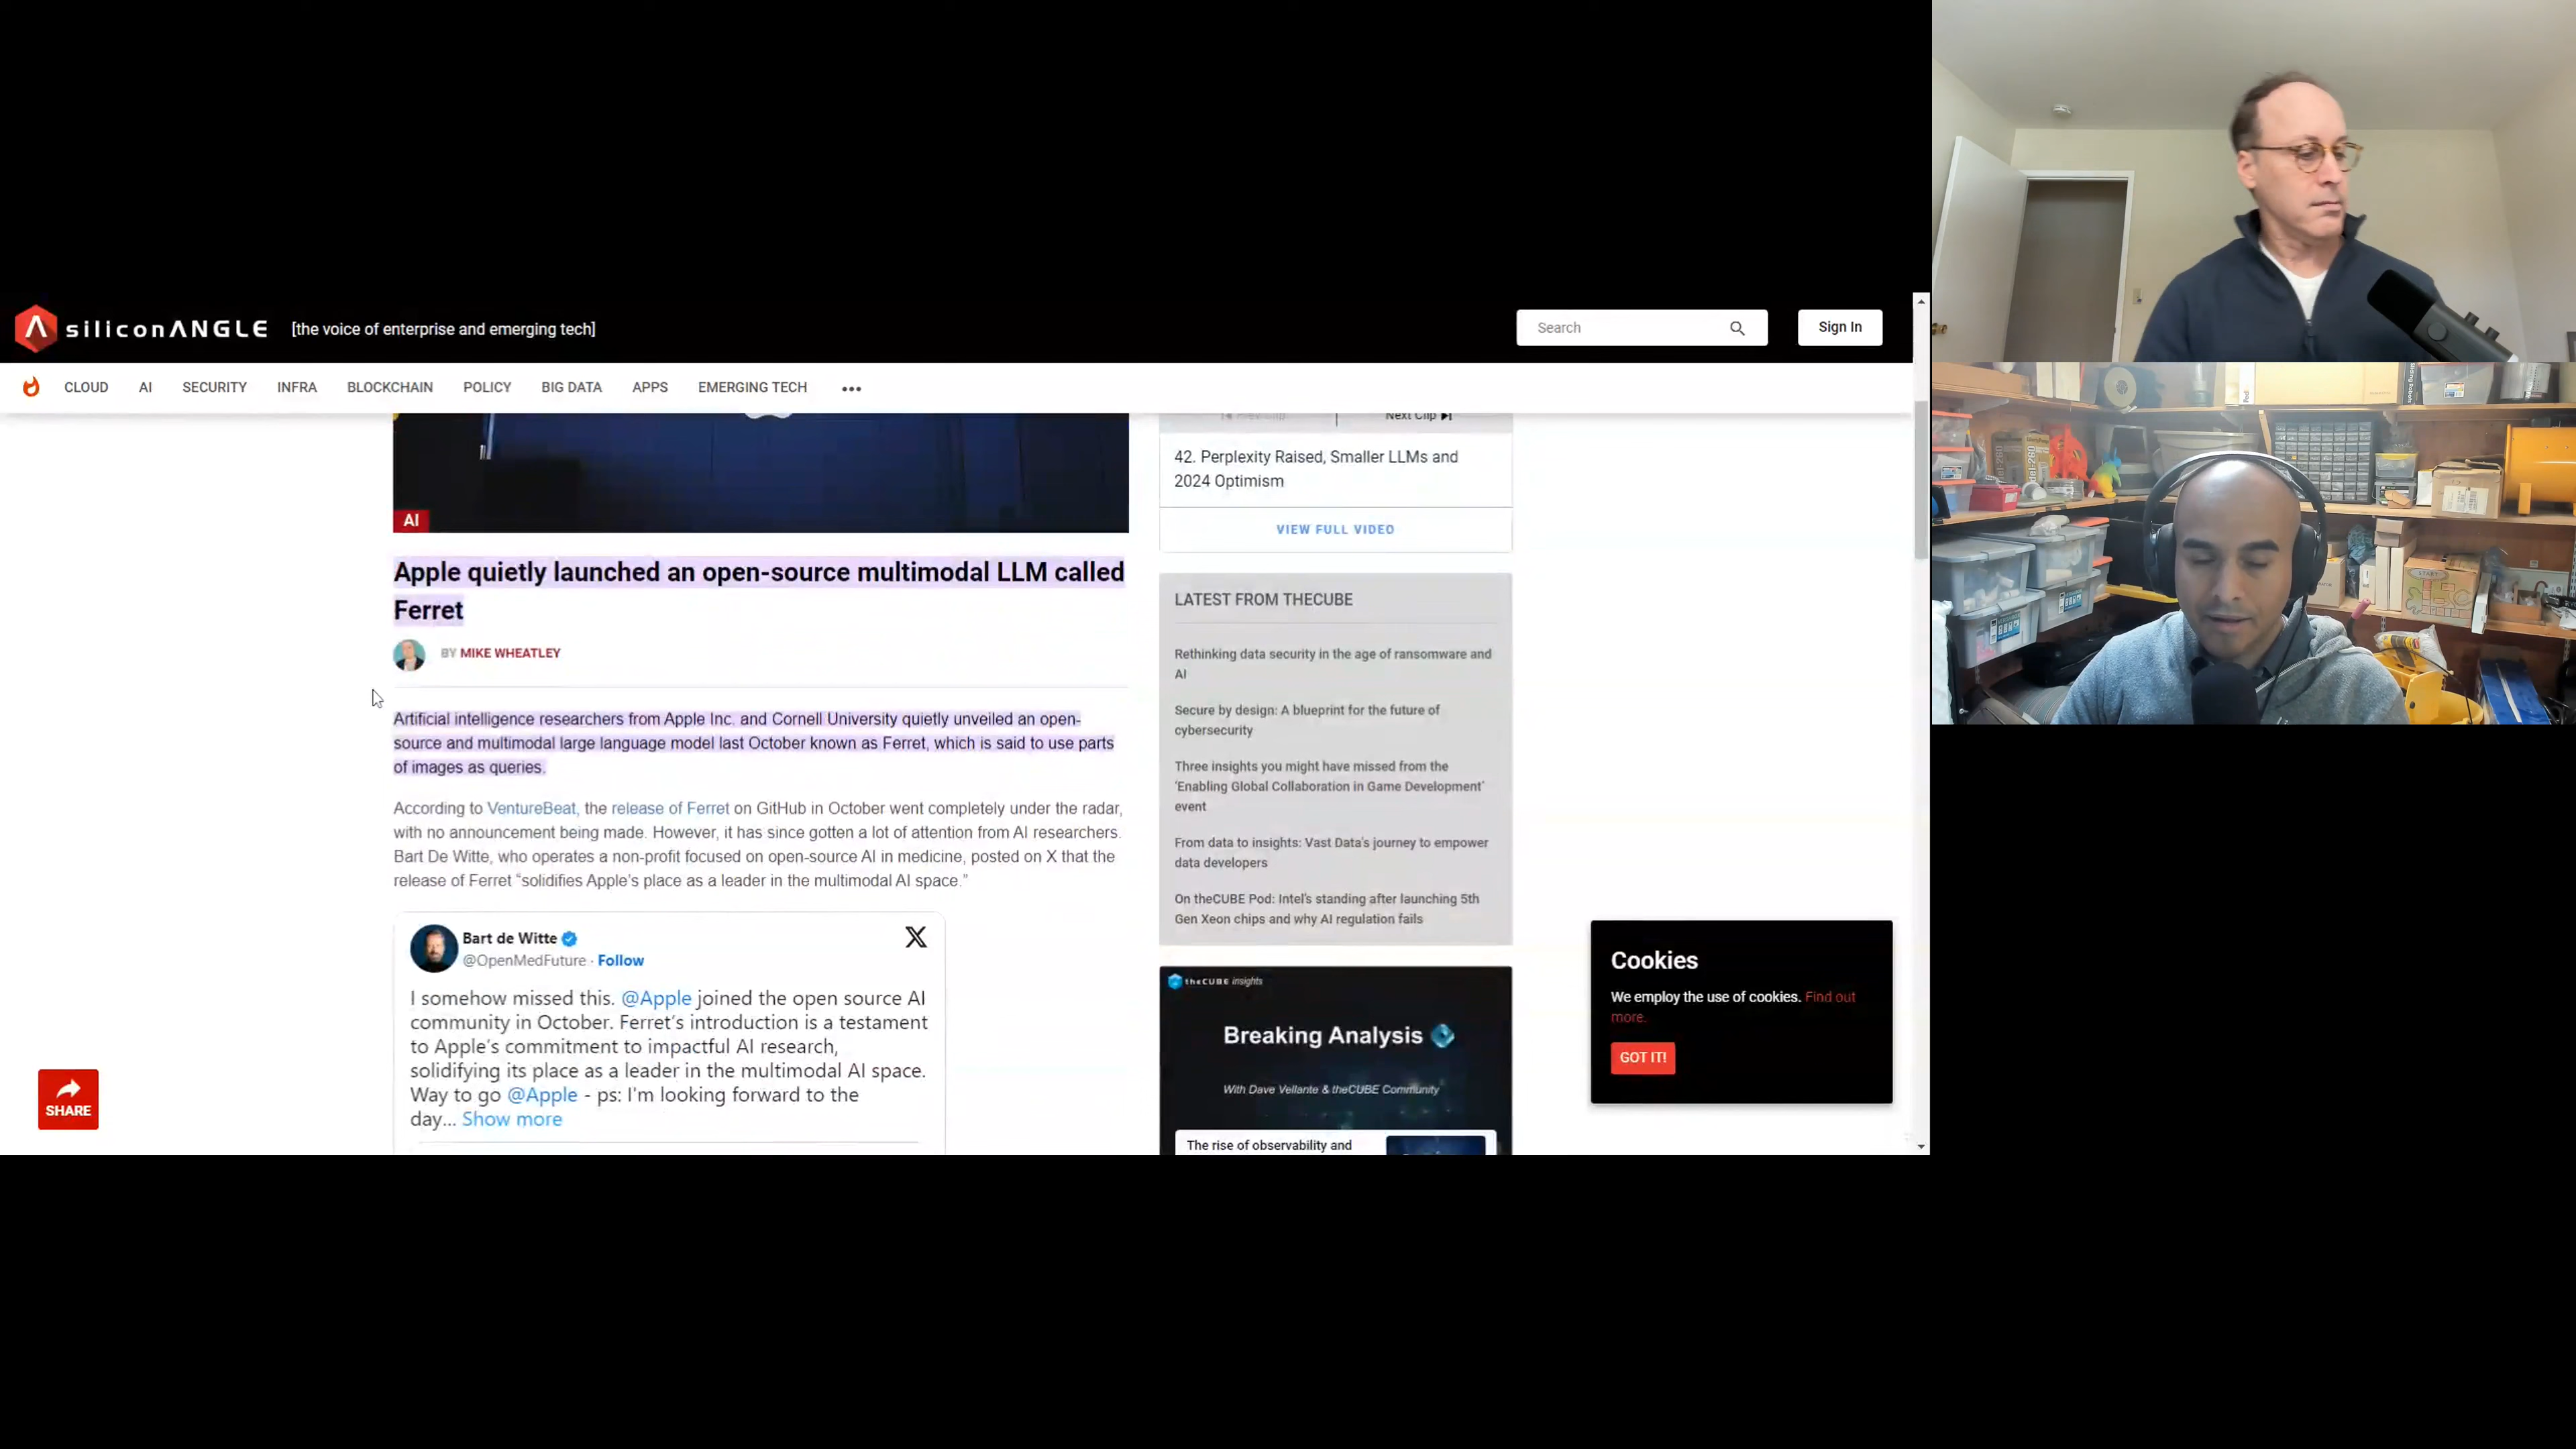 siliconANGLE
[the voice of enterprise and emerging tech]
Search
Sign In
CLOUD
AI
SECURITY
INFRA
BLOCKCHAIN
POLICY
BIG DATA
APPS
EMERGING TECH
AI
Apple quietly launched an open-source multimodal LLM called
Ferret
BY MIKE WHEATLEY
Artificial intelligence researchers from Apple Inc. and Cornell University quietly unveiled an open-
source and multimodal large language model last October known as Ferret, which is said to use parts
of images as queries.
According to VentureBeat, the release of Ferret on GitHub in October went completely under the radar,
with no announcement being made. However, it has since gotten a lot of attention from AI researchers.
Bart De Witte, who operates a non-profit focused on open-source AI in medicine, posted on X that the
release of Ferret “solidifies Apple’s place as a leader in the multimodal AI space.”
Bart de Witte
@OpenMedFuture · Follow
I somehow missed this. @Apple joined the open source AI
community in October. Ferret’s introduction is a testament
to Apple’s commitment to impactful AI research,
solidifying its place as a leader in the multimodal AI space.
Way to go @Apple - ps: I'm looking forward to the
day... Show more
SHARE
Next Clip
42. Perplexity Raised, Smaller LLMs and
2024 Optimism
VIEW FULL VIDEO
LATEST FROM THECUBE
Rethinking data security in the age of ransomware and
AI
Secure by design: A blueprint for the future of
cybersecurity
Three insights you might have missed from the
‘Enabling Global Collaboration in Game Development’
event
From data to insights: Vast Data’s journey to empower
data developers
On theCUBE Pod: Intel’s standing after launching 5th
Gen Xeon chips and why AI regulation fails
theCUBE insights
Breaking Analysis
With Dave Vellante & theCUBE Community
The rise of observability and
Cookies
We employ the use of cookies. Find out
more.
GOT IT!